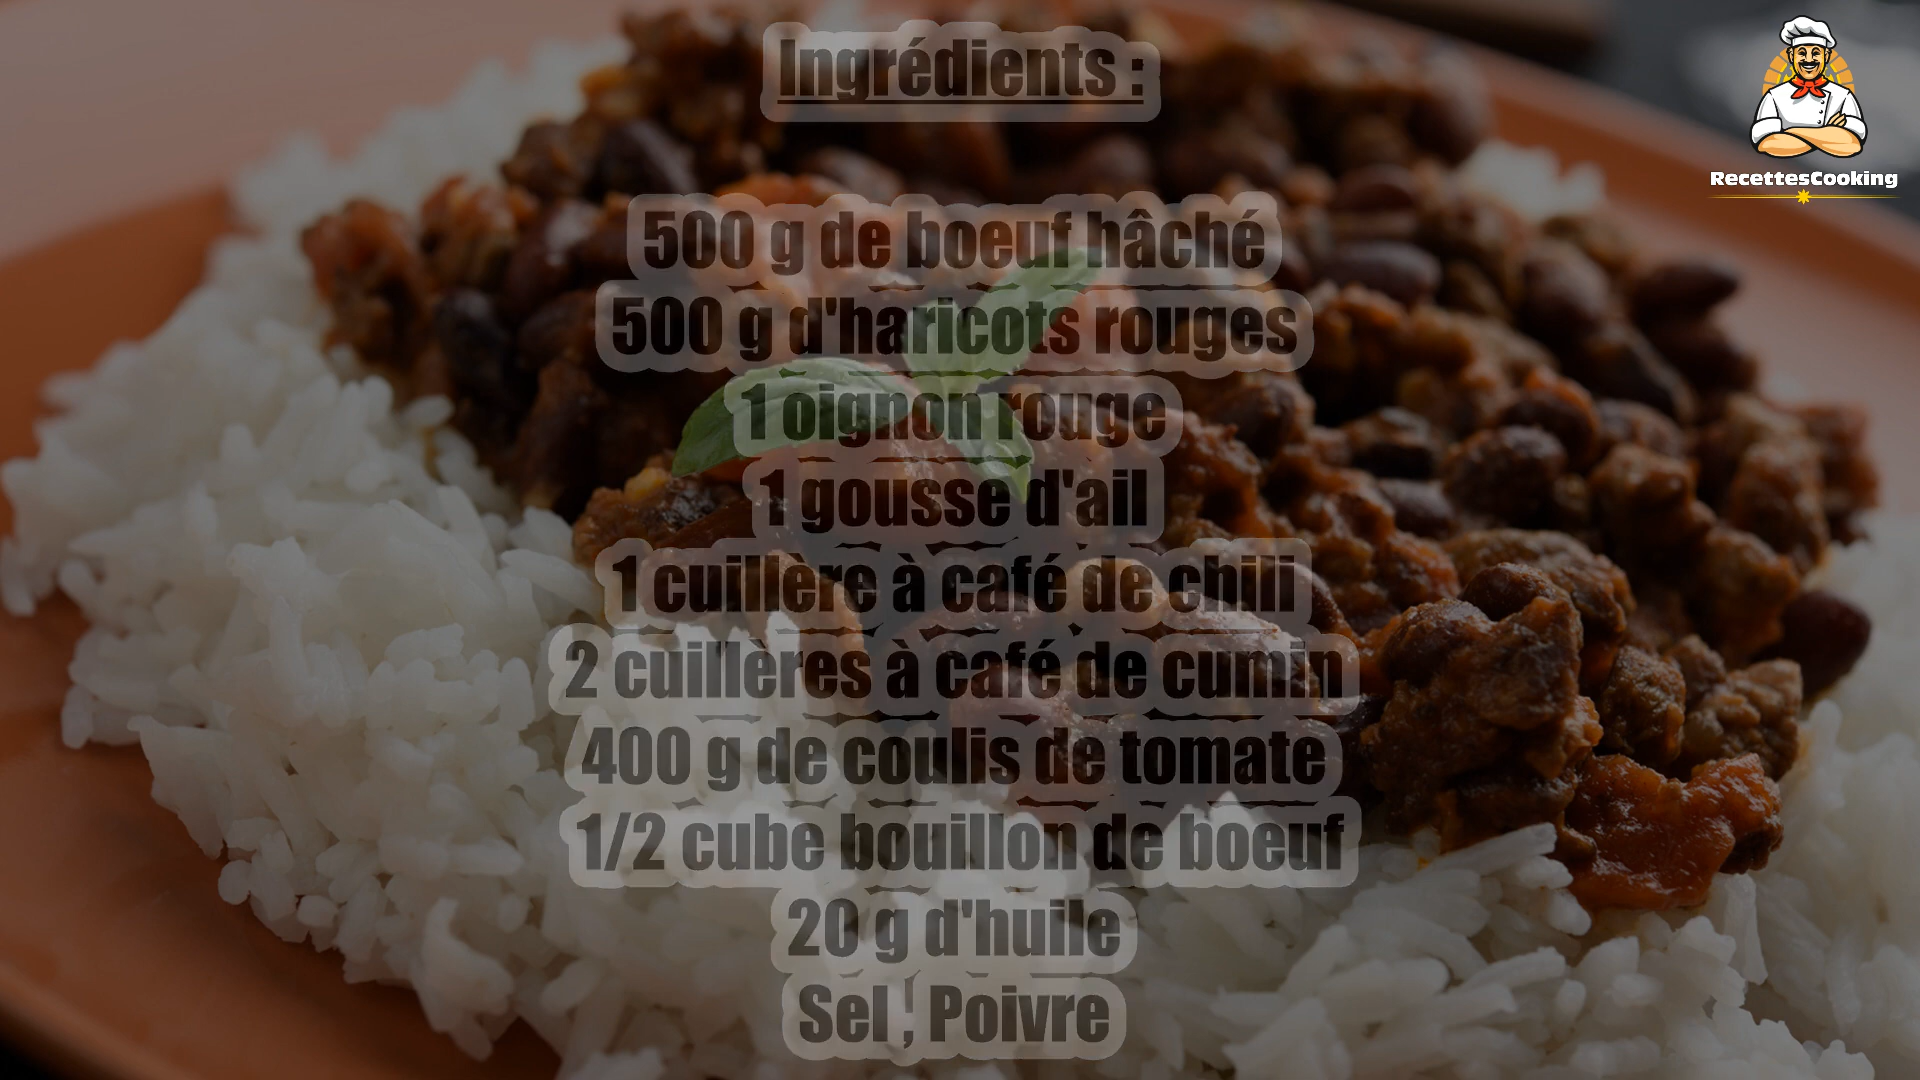 Ingrédients :
RecettesCooking
500 g de boeuf hâché
500 g d'haricots rouges
1 oignon rouge
1 gousse d'ail
1 cuillère à café de chili
2 cuillères à café de cumin
400 g de coulis de tomate
1/2 cube bouillon de boeuf
20 g d'huile
Sel , Poivre